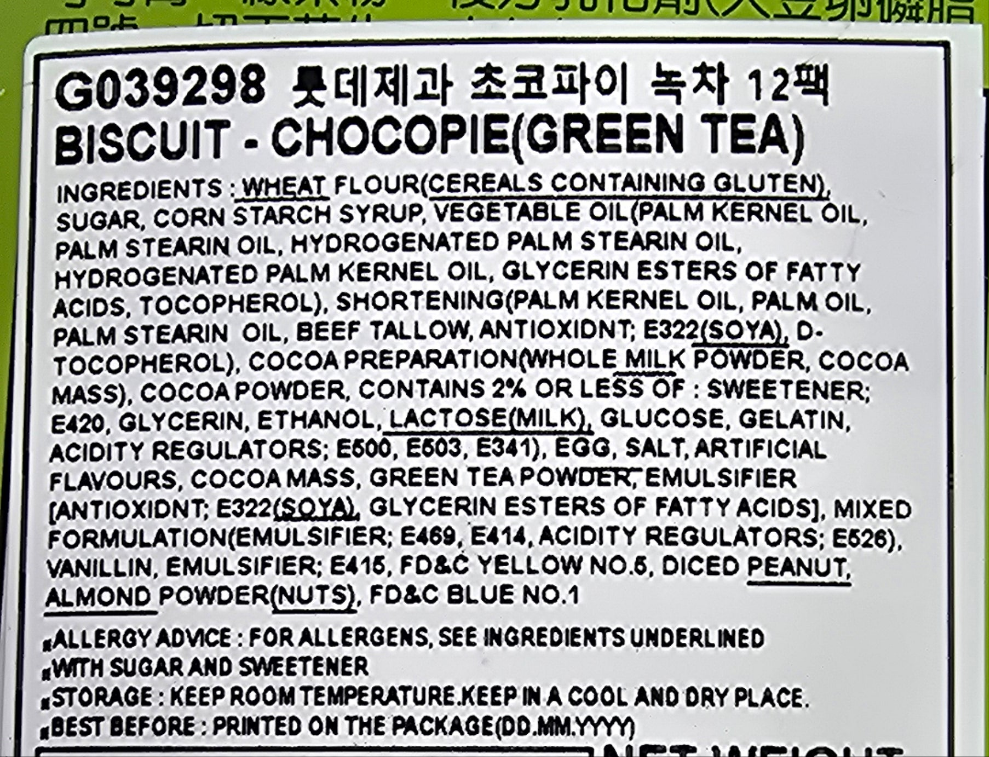 G039298 롯데제과 초코파이 녹차 12팩
BISCUIT - CHOCOPIE(GREEN TEA)
INGREDIENTS : WHEAT FLOUR(CEREALS CONTAINING GLUTEN),
SUGAR, CORN STARCH SYRUP, VEGETABLE OIL(PALM KERNEL OIL,
PALM STEARIN OIL, HYDROGENATED PALM STEARIN OIL,
HYDROGENATED PALM KERNEL OIL, GLYCERIN ESTERS OF FATTY
ACIDS, TOCOPHEROL), SHORTENING(PALM KERNEL OIL, PALM OIL,
PALM STEARIN OIL, BEEF TALLOW, ANTIOXIDNT; E322(SOYA), D-
TOCOPHEROL), COCOA PREPARATION(WHOLE MILK POWDER, COCOA
MASS), COCOA POWDER, CONTAINS 2% OR LESS OF : SWEETENER;
E420, GLYCERIN, ETHANOL, LACTOSE(MILK), GLUCOSE, GELATIN,
ACIDITY REGULATORS; E500, E503, E341), EGG, SALT, ARTIFICIAL
FLAVOURS, COCOA MASS, GREEN TEA POWDER, EMULSIFIER
[ANTIOXIDNT; E322(SOYA), GLYCERIN ESTERS OF FATTY ACIDS], MIXED
FORMULATION(EMULSIFIER; E469, E414, ACIDITY REGULATORS; E526),
VANILLIN, EMULSIFIER; E415, FD&C YELLOW NO.5, DICED PEANUT,
ALMOND POWDER(NUTS), FD&C BLUE NO.1
▪ALLERGY ADVICE : FOR ALLERGENS, SEE INGREDIENTS UNDERLINED
▪WITH SUGAR AND SWEETENER
▪STORAGE : KEEP ROOM TEMPERATURE.KEEP IN A COOL AND DRY PLACE.
▪BEST BEFORE : PRINTED ON THE PACKAGE(DD.MM.YYYY)
NET WEIGHT